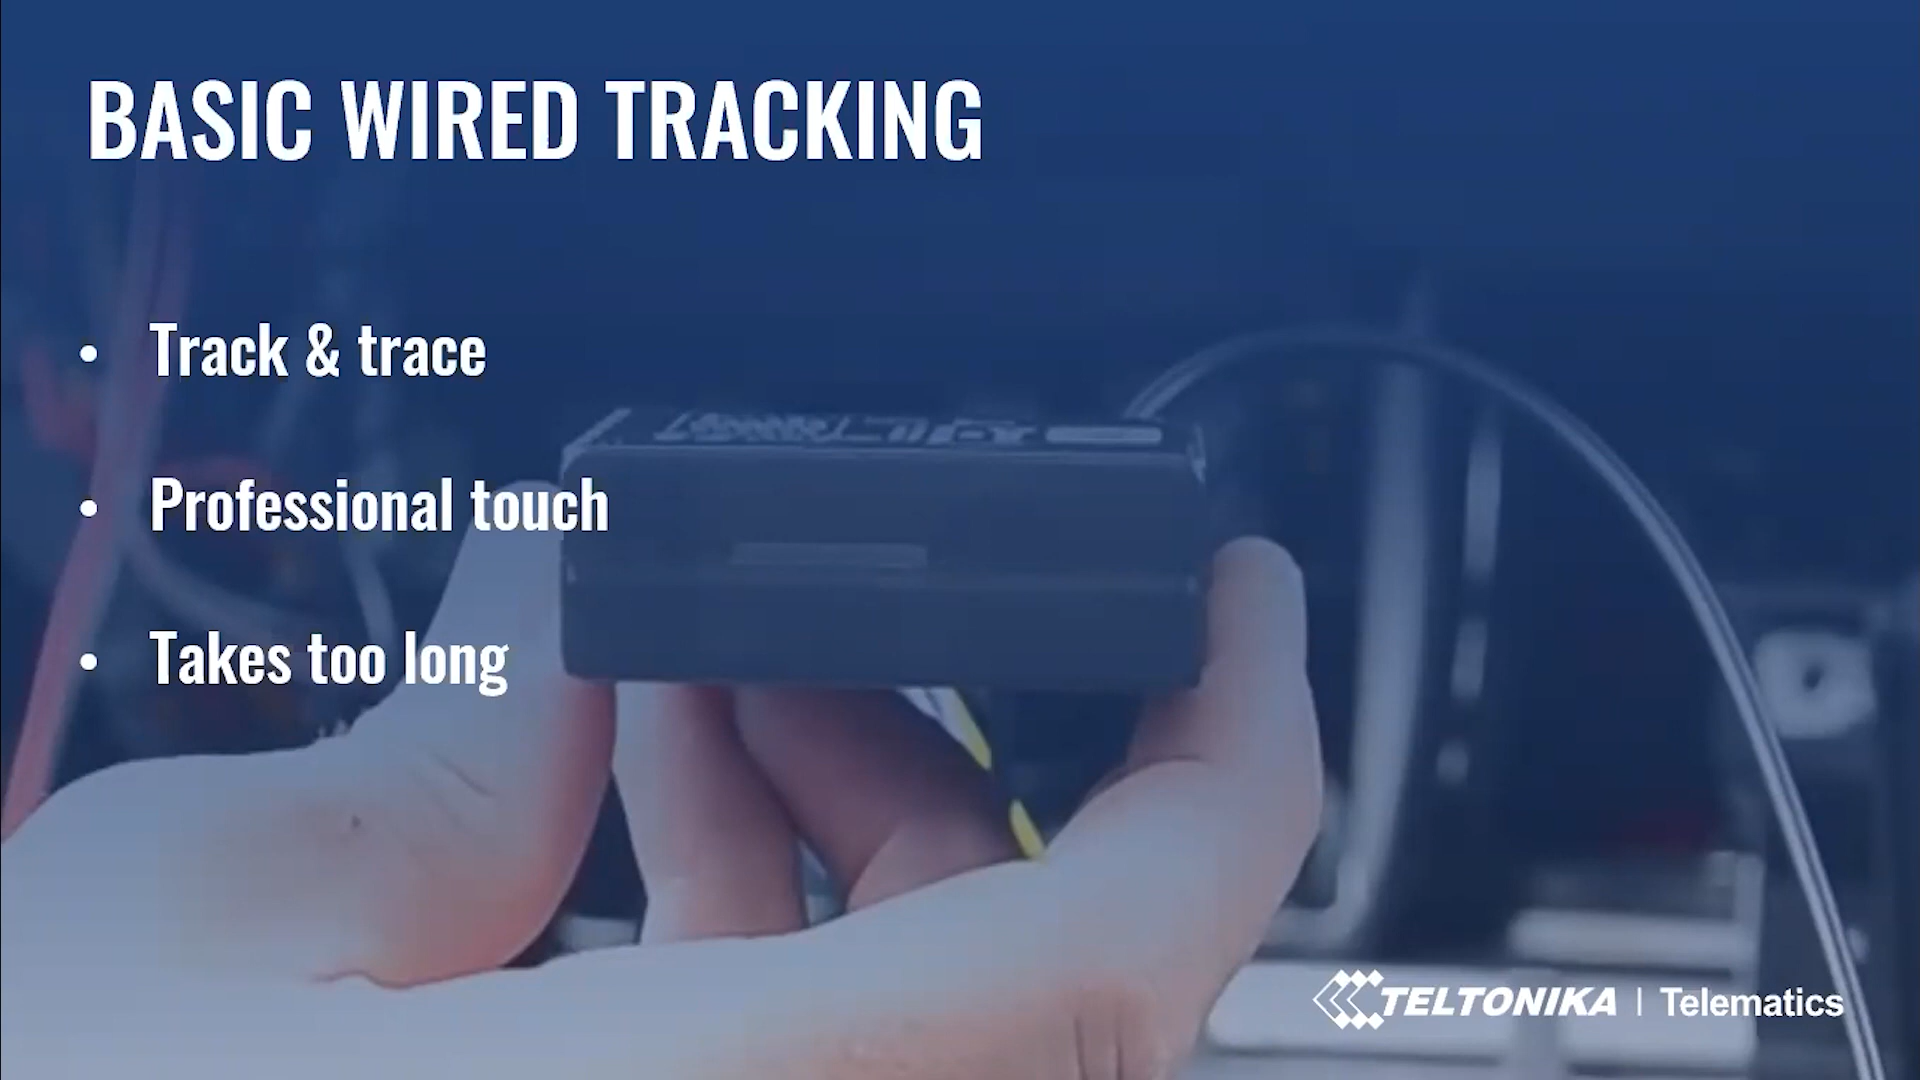 BASIC WIRED TRACKING
• Track & trace
• Professional touch
• Takes too long
TELTONIKA | Telematics